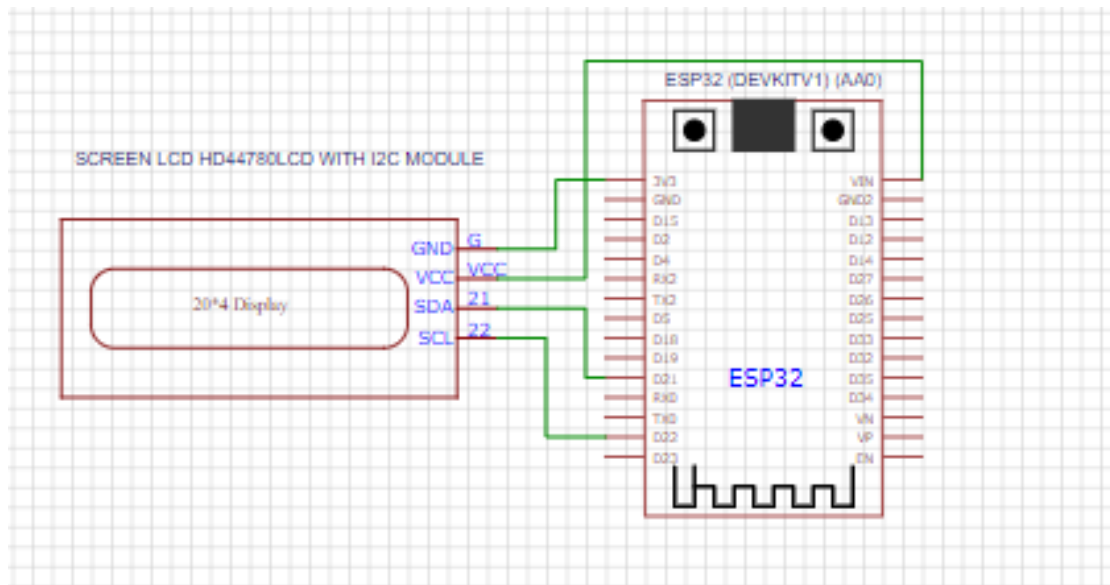 ESP32 (DEVKITV1) (AA0)
SCREEN LCD HD44780LCD WITH I2C MODULE
GND G
VCC VCC
SDA 21
SCL 22
20*4 Display
3V3
GND
D15
D2
D4
RX2
TX2
D5
D18
D19
D21
RX0
TX0
D22
D23
ESP32
VIN
GND2
D13
D12
D14
D27
D26
D25
D33
D32
D35
D34
VN
VP
EN